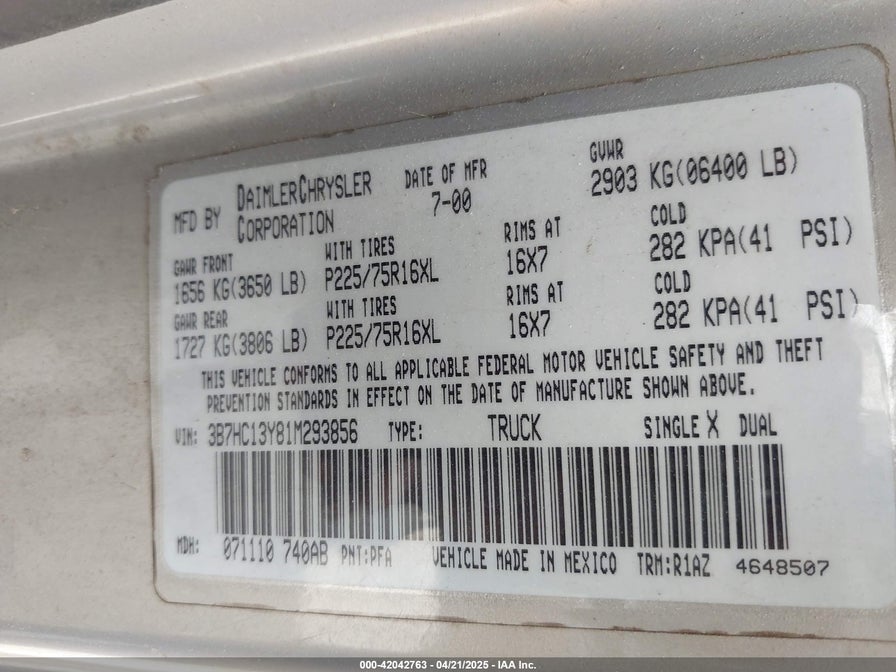 MFD BY DAIMLERCHRYSLER CORPORATION
DATE OF MFR 7-00
GVWR 2903 KG(06400 LB)
GAWR FRONT WITH TIRES RIMS AT COLD
1656 KG(3650 LB) P225/75R16XL 16X7 282 KPA(41 PSI)
GAWR REAR WITH TIRES RIMS AT COLD
1727 KG(3806 LB) P225/75R16XL 16X7 282 KPA(41 PSI)
THIS VEHICLE CONFORMS TO ALL APPLICABLE FEDERAL MOTOR VEHICLE SAFETY AND THEFT
PREVENTION STANDARDS IN EFFECT ON THE DATE OF MANUFACTURE SHOWN ABOVE.
VIN: 3B7HC13Y81M293856 TYPE: TRUCK SINGLE X DUAL
MDH: 071110 740AB PNT:PFA VEHICLE MADE IN MEXICO TRM:R1AZ 4648507
000-42042763 - 04/21/2025 - IAA Inc.